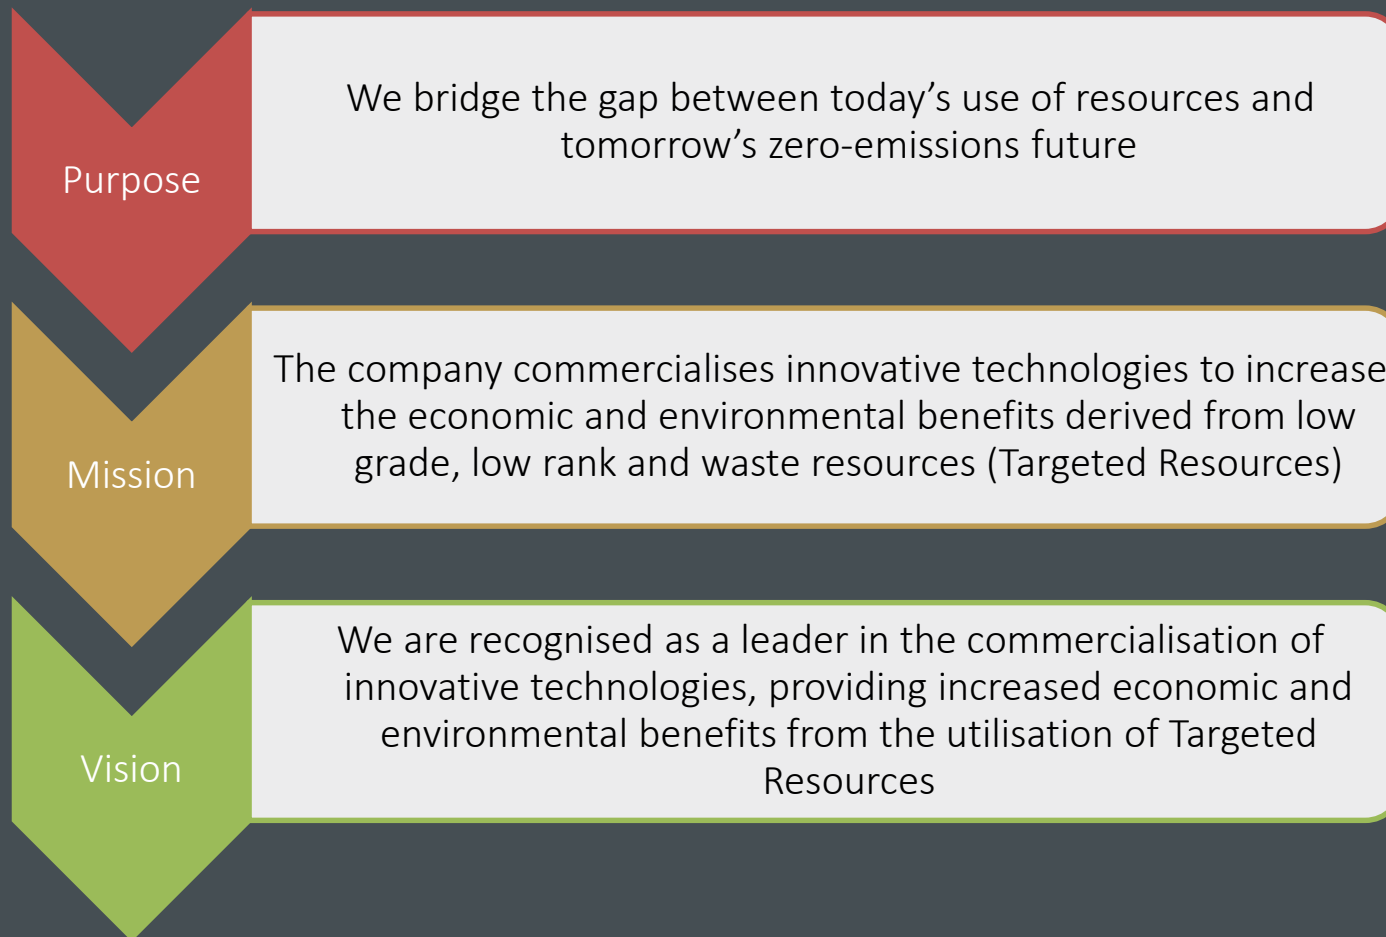 Purpose
We bridge the gap between today’s use of resources and
tomorrow’s zero-emissions future
Mission
The company commercialises innovative technologies to increase
the economic and environmental benefits derived from low
grade, low rank and waste resources (Targeted Resources)
Vision
We are recognised as a leader in the commercialisation of
innovative technologies, providing increased economic and
environmental benefits from the utilisation of Targeted
Resources